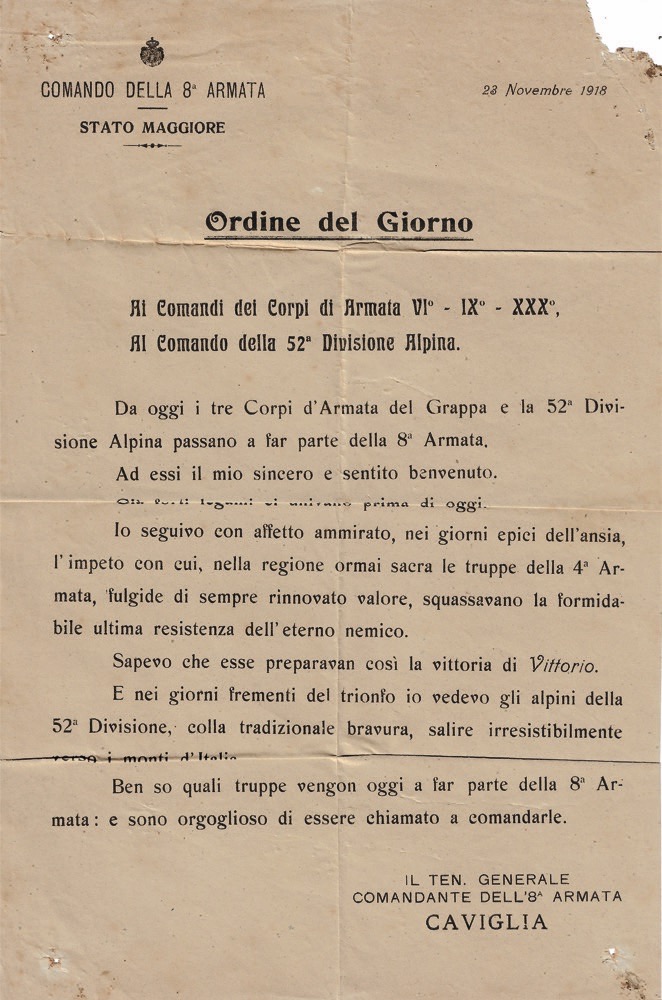 COMANDO DELLA 8ª ARMATA
STATO MAGGIORE
23 Novembre 1918
Ordine del Giorno
Ai Comandi dei Corpi di Armata VIº - IXº - XXXº,
Al Comando della 52ª Divisione Alpina.
Da oggi i tre Corpi d'Armata del Grappa e la 52ª Divi-
sione Alpina passano a far parte della 8ª Armata.
Ad essi il mio sincero e sentito benvenuto.
legami ci univano prima di oggi.
Io seguivo con affetto ammirato, nei giorni epici dell'ansia,
l'impeto con cui, nella regione ormai sacra le truppe della 4ª Ar-
mata, fulgide di sempre rinnovato valore, squassavano la formida-
bile ultima resistenza dell'eterno nemico.
Sapevo che esse preparavan così la vittoria di Vittorio.
E nei giorni frementi del trionfo io vedevo gli alpini della
52ª Divisione, colla tradizionale bravura, salire irresistibilmente
verso i monti d'Italia
Ben so quali truppe vengon oggi a far parte della 8ª Ar-
mata: e sono orgoglioso di essere chiamato a comandarle.
IL TEN. GENERALE
COMANDANTE DELL'8ª ARMATA
CAVIGLIA